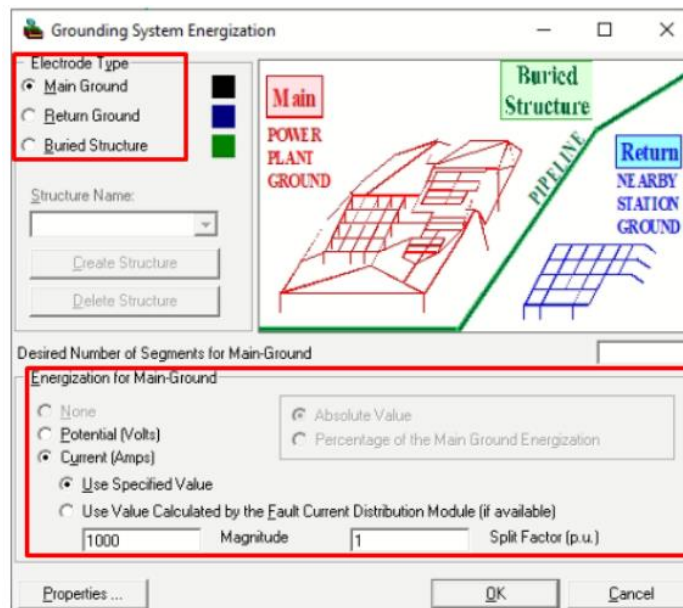 Grounding System Energization
Electrode Type
Main Ground
Return Ground
Buried Structure
Structure Name:
Create Structure
Delete Structure
Main
POWER
PLANT
GROUND
Buried
Structure
PIPELINE
Return
NEARBY
STATION
GROUND
Desired Number of Segments for Main-Ground
Energization for Main-Ground
None
Potential (Volts)
Current (Amps)
Absolute Value
Percentage of the Main Ground Energization
Use Specified Value
Use Value Calculated by the Fault Current Distribution Module (if available)
1000 Magnitude 1 Split Factor (p.u.)
Properties ... OK Cancel